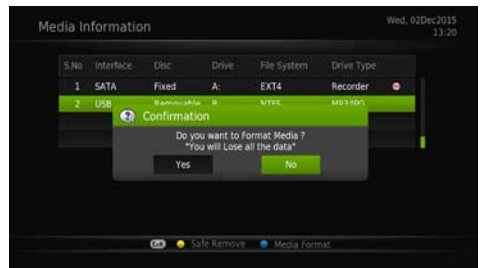 Media Information
Wed, 02Dec2015
13:20
S.No Interface Disc Drive File System Drive Type
1 SATA Fixed A: EXT4 Recorder
2 USB Removable B: NTFS
Confirmation
Do you want to Format Media ?
"You will Lose all the data"
Yes No
Exit Safe Remove Media Format